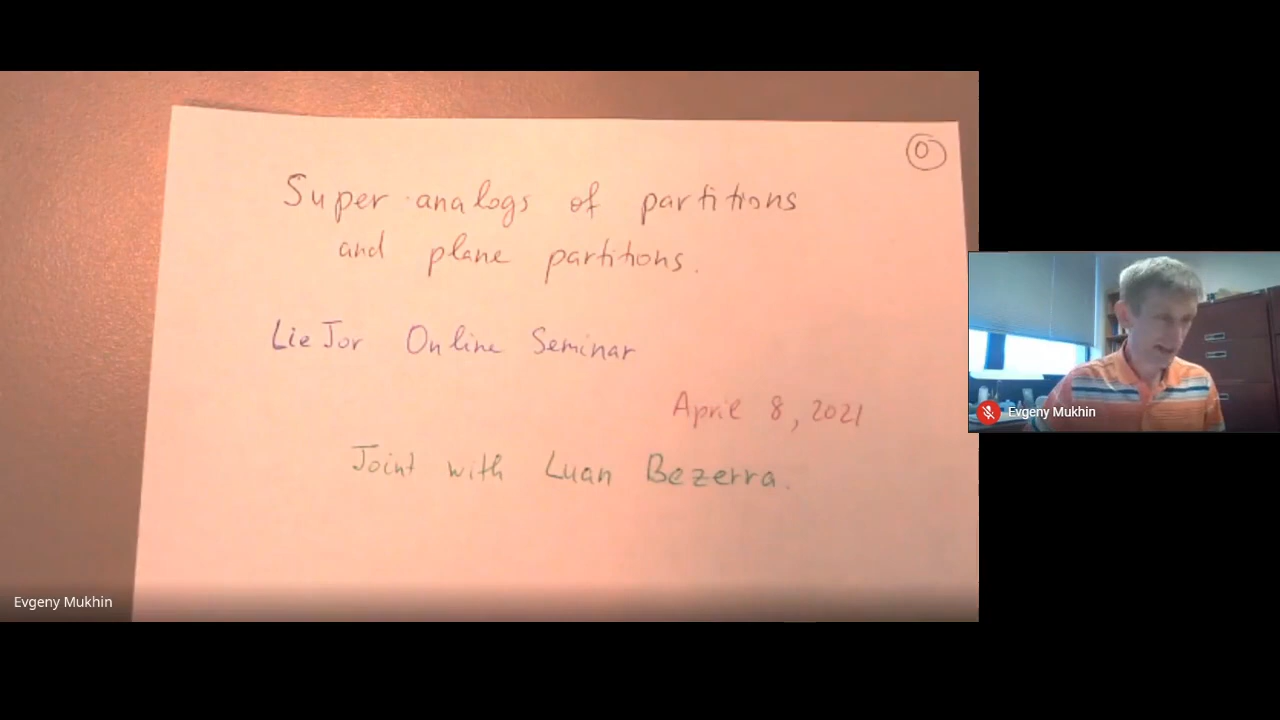 0
Super analogs of partitions
and plane partitions.
LieJor Online Seminar
April 8, 2021
Joint with Luan Bezerra.
Evgeny Mukhin
Evgeny Mukhin